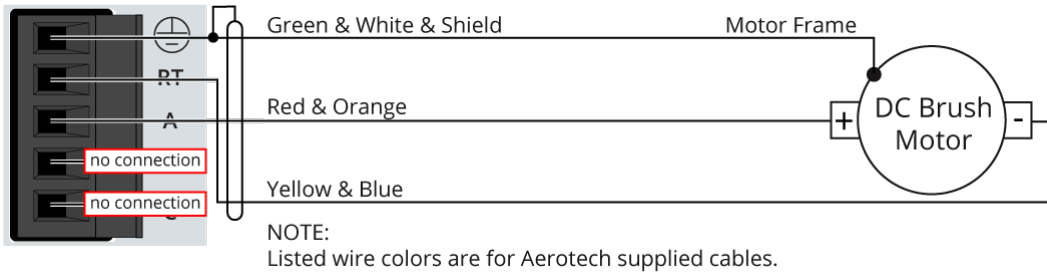 Green & White & Shield
Motor Frame
RT
Red & Orange
A
+
DC Brush
Motor
-
no connection
Yellow & Blue
no connection
NOTE:
Listed wire colors are for Aerotech supplied cables.